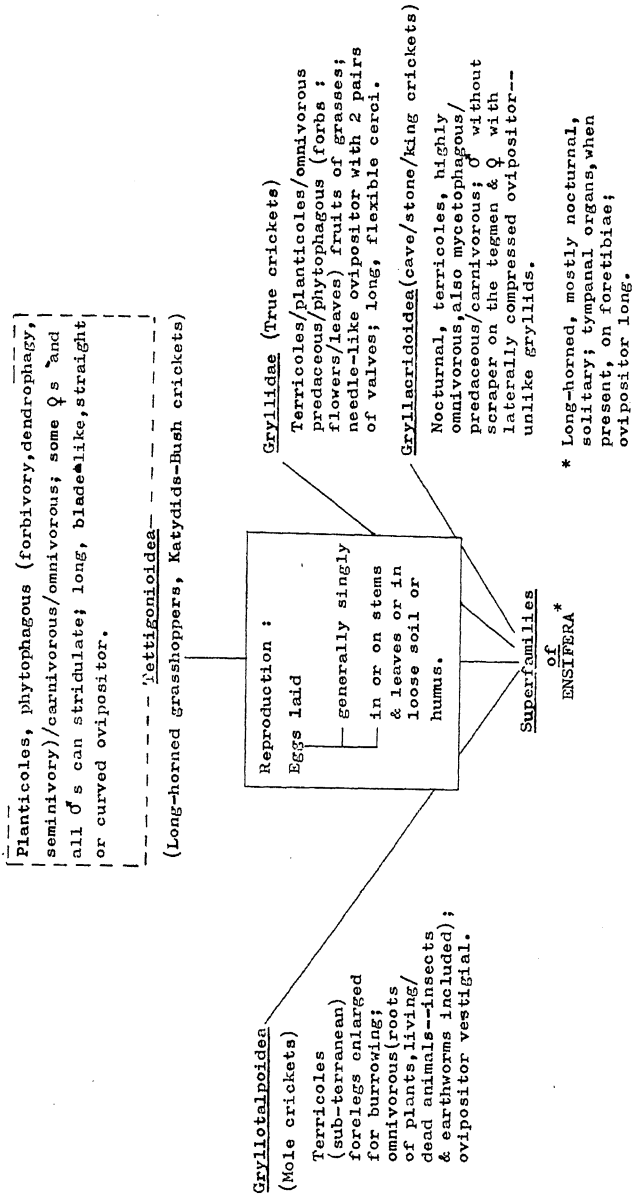 Planticoles, phytophagous (forbivory,dendrophagy,
seminivory)/carnivorous/omnivorous; some ♀s and
all ♂s can stridulate; long, blade-like,straight
or curved ovipositor.
Tettigonioidea
(Long-horned grasshoppers, Katydids-Bush crickets)
Gryllotalpoidea
(Mole crickets)
Terricoles
(sub-terranean)
forelegs enlarged
for burrowing;
omnivorous(roots
of plants,living/
dead animals--insects
& earthworms included);
ovipositor vestigial.
Reproduction :
Eggs laid
generally singly
in or on stems
& leaves or in
loose soil or
humus.
Gryllidae (True crickets)
Terricoles/planticoles/omnivorous
predaceous/phytophagous (forbs :
flowers/leaves) fruits of grasses;
needle-like ovipositor with 2 pairs
of valves; long, flexible cerci.
Gryllacridoidea(cave/stone/king crickets)
Nocturnal, terricoles, highly
omnivorous,also mycetophagous/
predaceous/carnivorous; ♂ without
scraper on the tegmen & ♀ with
laterally compressed ovipositor--
unlike gryllids.
Superfamilies
of
ENSIFERA*
* Long-horned, mostly nocturnal,
solitary; tympanal organs,when
present, on foretibiae;
ovipositor long.